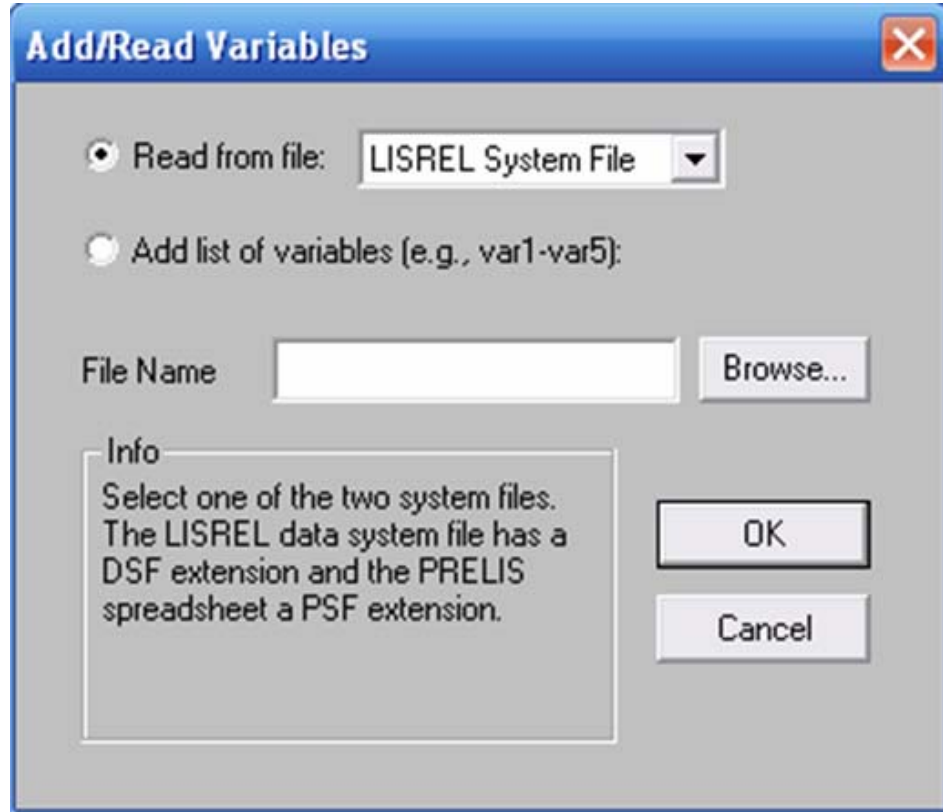 Add/Read Variables
Read from file:
LISREL System File
Add list of variables (e.g., var1-var5):
File Name
Browse...
Info
Select one of the two system files.
The LISREL data system file has a
DSF extension and the PRELIS
spreadsheet a PSF extension.
OK
Cancel